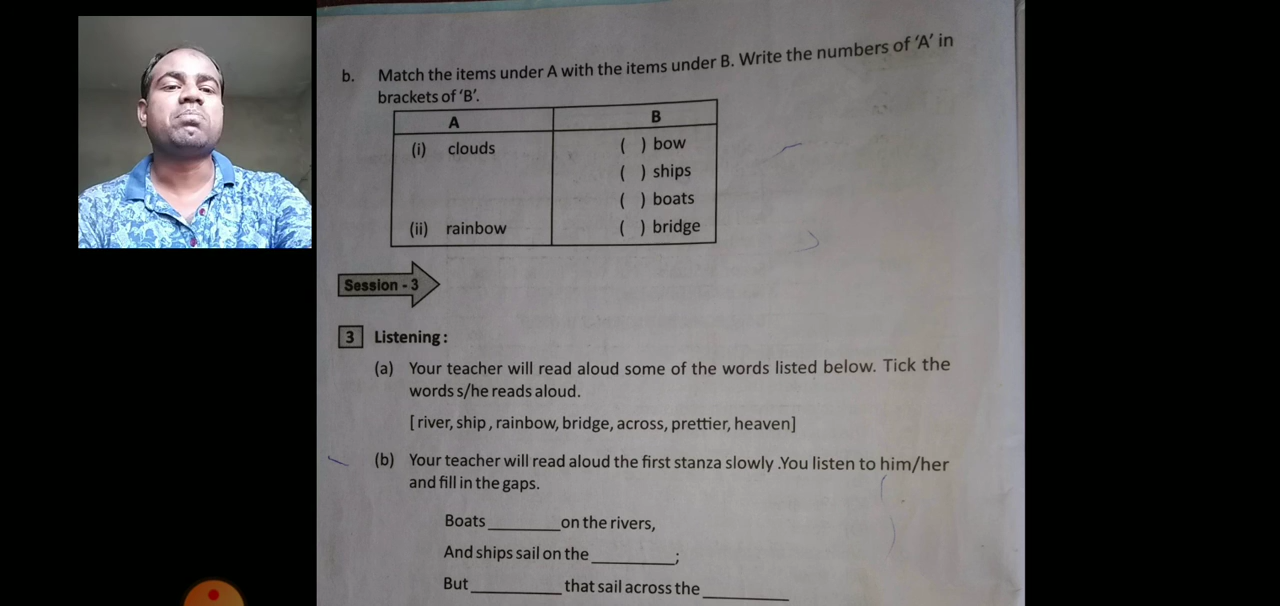 b. Match the items under A with the items under B. Write the numbers of 'A' in
brackets of 'B'.
A B
(i) clouds ( ) bow
( ) ships
( ) boats
(ii) rainbow ( ) bridge
Session - 3
3 Listening:
(a) Your teacher will read aloud some of the words listed below. Tick the
words s/he reads aloud.
[ river, ship , rainbow, bridge, across, prettier, heaven]
(b) Your teacher will read aloud the first stanza slowly .You listen to him/her
and fill in the gaps.
Boats ________ on the rivers,
And ships sail on the _________;
But _________ that sail across the _________